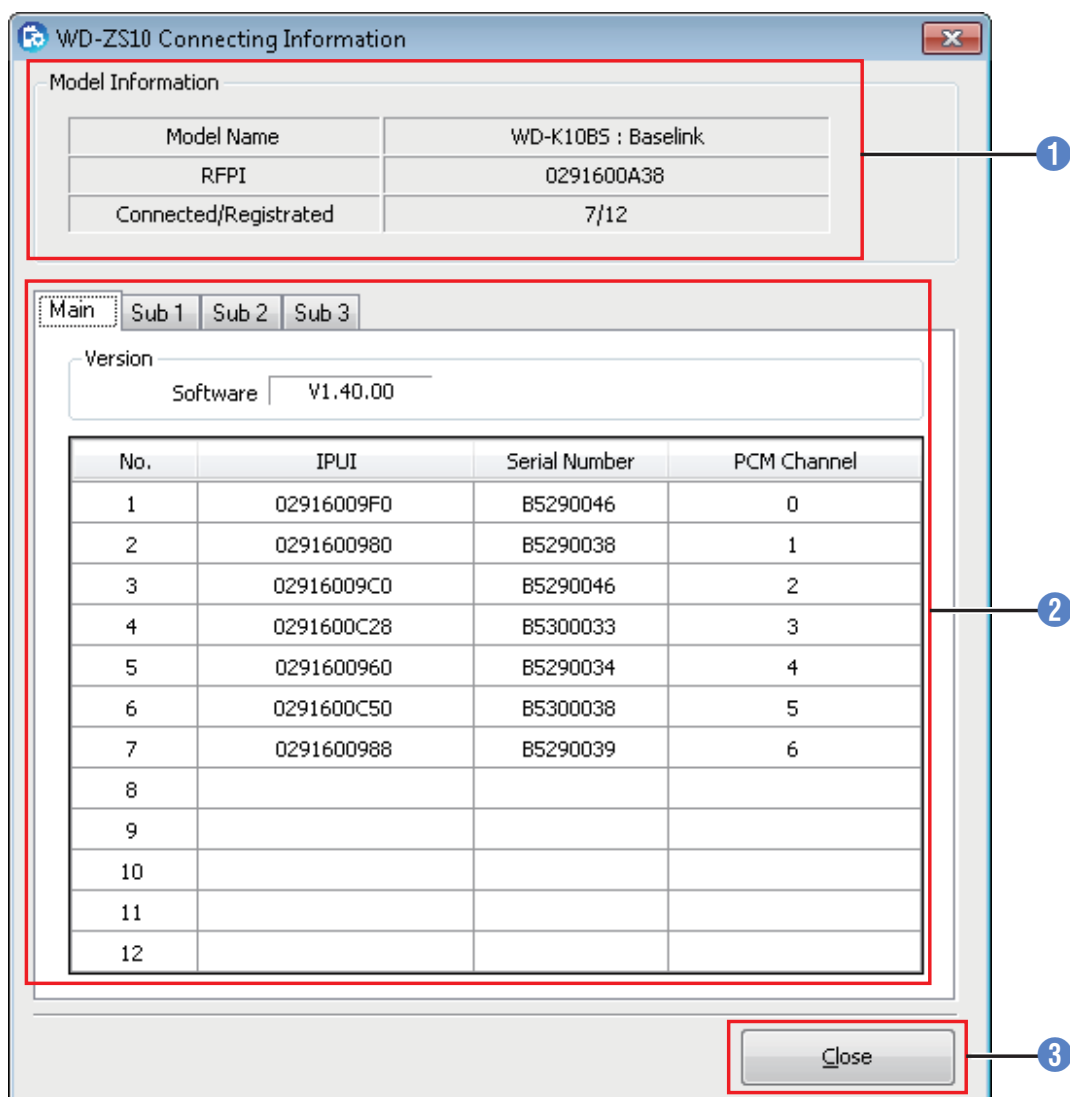 WD-ZS10 Connecting Information
Model Information
Model Name WD-K10BS : Baselink
RFPI 0291600A38
Connected/Registrated 7/12
1
Main Sub 1 Sub 2 Sub 3
Version
Software V1.40.00
No. IPUI Serial Number PCM Channel
1 02916009F0 B5290046 0
2 0291600980 B5290038 1
3 02916009C0 B5290046 2
4 0291600C28 B5300033 3
5 0291600960 B5290034 4
6 0291600C50 B5300038 5
7 0291600988 B5290039 6
8
9
10
11
12
2
Close
3